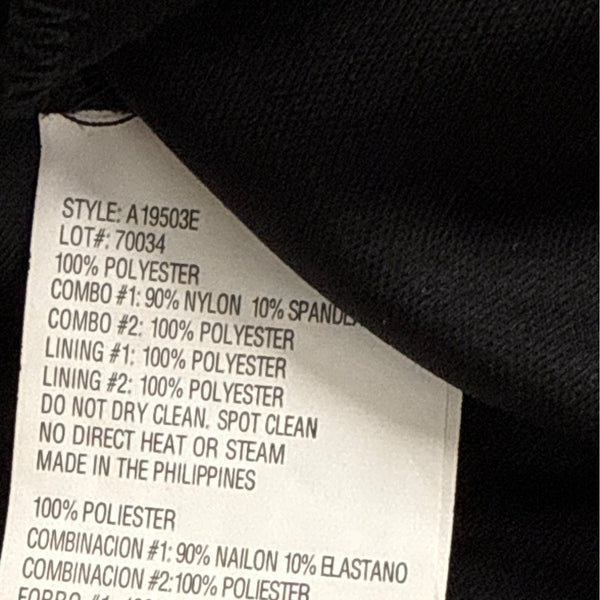 STYLE: A19503E
LOT#: 70034
100% POLYESTER
COMBO #1: 90% NYLON 10%
COMBO #2: 100% POLYESTER
LINING #1: 100% POLYESTER
LINING #2: 100% POLYESTER
DO NOT DRY CLEAN. SPOT CLEAN
NO DIRECT HEAT OR STEAM
MADE IN THE PHILIPPINES
100% POLIESTER
COMBINACION #1: 90% NAILON 10% ELASTANO
COMBINACION #2:100% POLIESTER